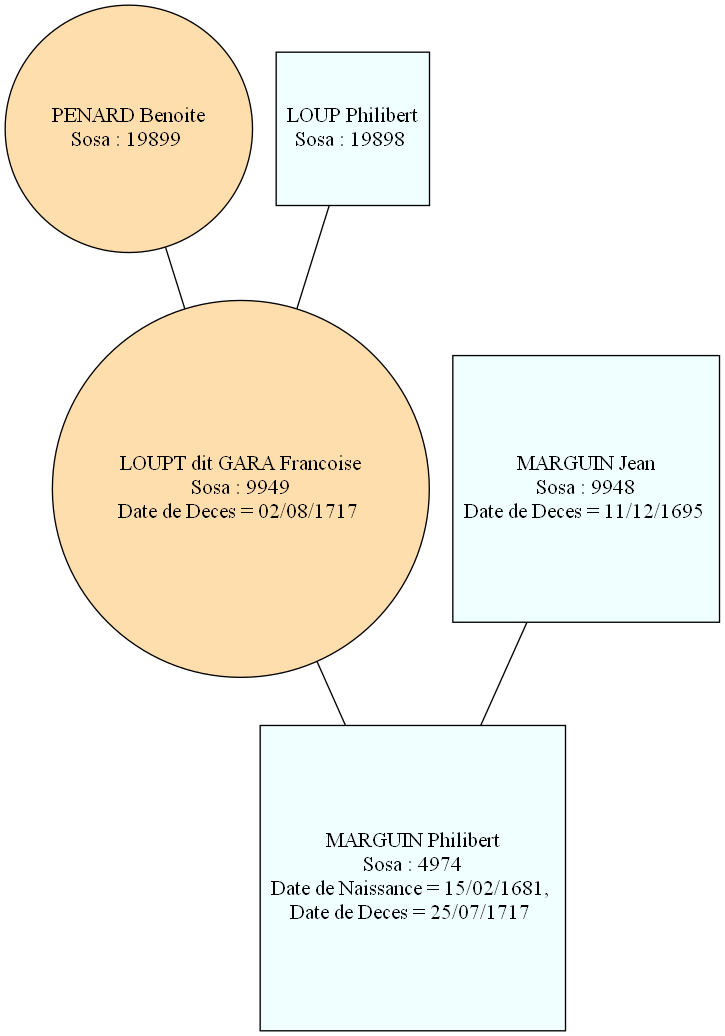 PENARD Benoite
Sosa : 19899
LOUP Philibert
Sosa : 19898
LOUPT dit GARA Francoise
Sosa : 9949
Date de Deces = 02/08/1717
MARGUIN Jean
Sosa : 9948
Date de Deces = 11/12/1695
MARGUIN Philibert
Sosa : 4974
Date de Naissance = 15/02/1681,
Date de Deces = 25/07/1717